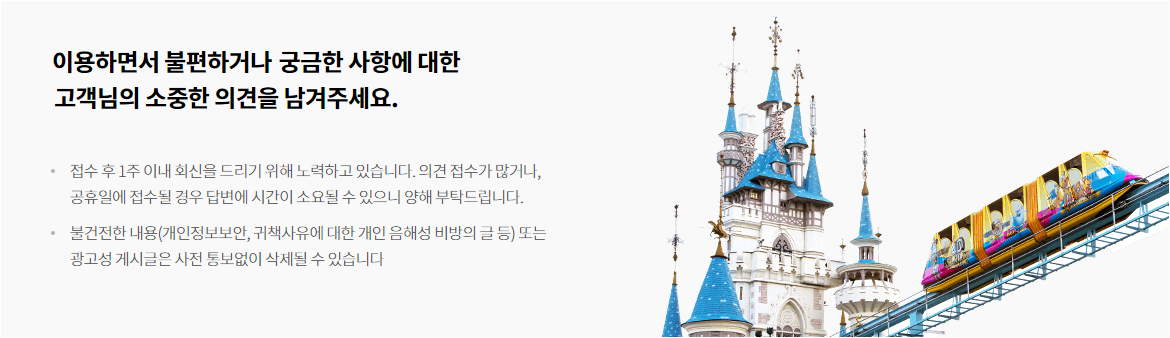 이용하면서 불편하거나 궁금한 사항에 대한
고객님의 소중한 의견을 남겨주세요.
접수 후 1주 이내 회신을 드리기 위해 노력하고 있습니다. 의견 접수가 많거나,
공휴일에 접수될 경우 답변에 시간이 소요될 수 있으니 양해 부탁드립니다.
불건전한 내용(개인정보보안, 귀책사유에 대한 개인 음해성 비방의 글 등) 또는
광고성 게시글은 사전 통보없이 삭제될 수 있습니다